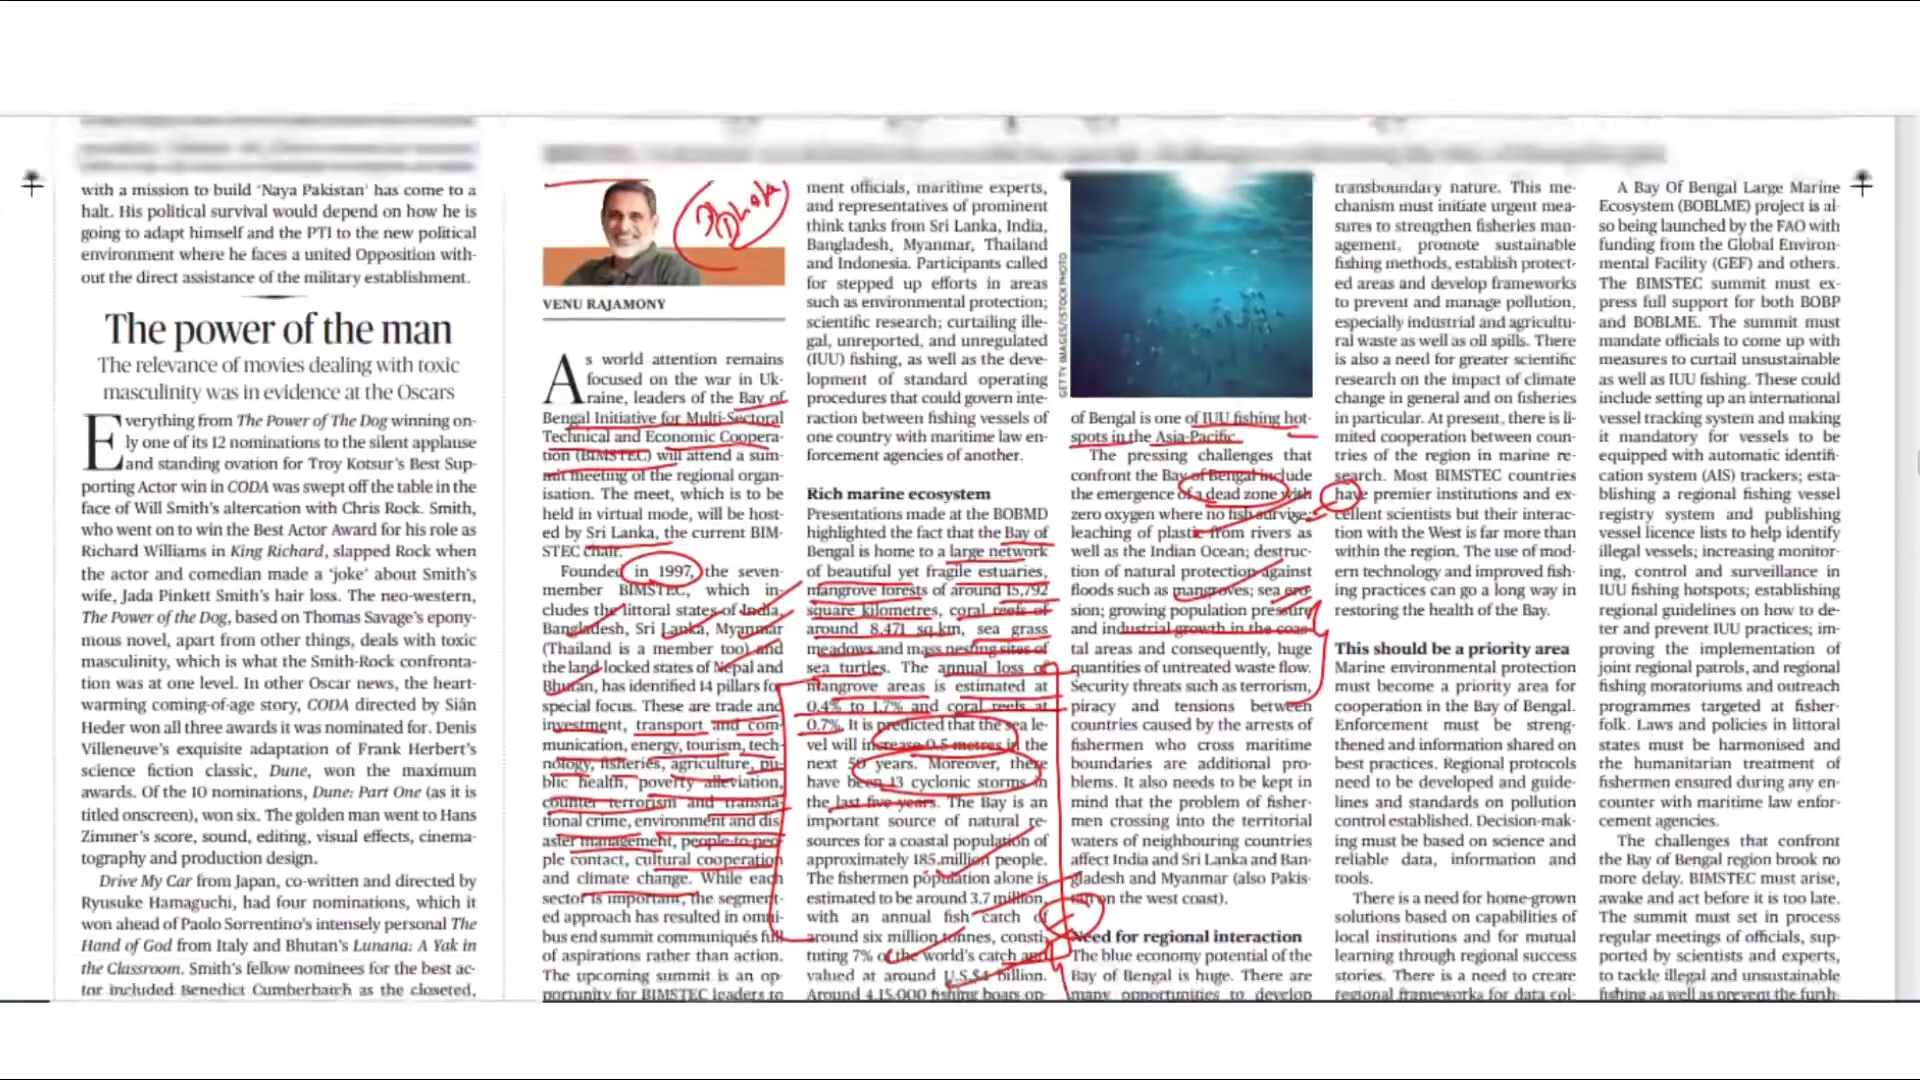 with a mission to build 'Naya Pakistan' has come to a
halt. His political survival would depend on how he is
going to adapt himself and the PTI to the new political
environment where he faces a united Opposition with-
out the direct assistance of the military establishment.
The power of the man
The relevance of movies dealing with toxic
masculinity was in evidence at the Oscars
Everything from The Power of The Dog winning on-
ly one of its 12 nominations to the silent applause
and standing ovation for Troy Kotsur's Best Sup-
porting Actor win in CODA was swept off the table in the
face of Will Smith's altercation with Chris Rock. Smith,
who went on to win the Best Actor Award for his role as
Richard Williams in King Richard, slapped Rock when
the actor and comedian made a 'joke' about Smith's
wife, Jada Pinkett Smith's hair loss. The neo-western,
The Power of the Dog, based on Thomas Savage's epony-
mous novel, apart from other things, deals with toxic
masculinity, which is what the Smith-Rock confronta-
tion was at one level. In other Oscar news, the heart-
warming coming-of-age story, CODA directed by Siân
Heder won all three awards it was nominated for. Denis
Villeneuve's exquisite adaptation of Frank Herbert's
science fiction classic, Dune, won the maximum
awards. Of the 10 nominations, Dune: Part One (as it is
titled onscreen), won six. The golden man went to Hans
Zimmer's score, sound, editing, visual effects, cinema-
tography and production design.
Drive My Car from Japan, co-written and directed by
Ryusuke Hamaguchi, had four nominations, which it
won ahead of Paolo Sorrentino's intensely personal The
Hand of God from Italy and Bhutan's Lunana: A Yak in
the Classroom. Smith's fellow nominees for the best ac-
tor included Benedict Cumberbatch as the closeted,
VENU RAJAMONY
As world attention remains
focused on the war in Uk-
raine, leaders of the Bay of
Bengal Initiative for Multi-Sectoral
Technical and Economic Coopera-
tion (BIMSTEC) will attend a sum-
mit meeting of the regional organ-
isation. The meet, which is to be
held in virtual mode, will be host-
ed by Sri Lanka, the current BIM-
STEC chair.
Founded in 1997, the seven-
member BIMSTEC, which in-
cludes the littoral states of India,
Bangladesh, Sri Lanka, Myanmar
(Thailand is a member too) and
the land-locked states of Nepal and
Bhutan, has identified 14 pillars for
special focus. These are trade and
investment, transport and com-
munication, energy, tourism, tech-
nology, fisheries, agriculture, pu-
blic health, poverty alleviation,
counter terrorism and transna-
tional crime, environment and dis-
aster management, people-to-peo-
ple contact, cultural cooperation
and climate change. While each
sector is important, the segment-
ed approach has resulted in omni-
bus end summit communiqués full
of aspirations rather than action.
The upcoming summit is an op-
portunity for BIMSTEC leaders to
ment officials, maritime experts,
and representatives of prominent
think tanks from Sri Lanka, India,
Bangladesh, Myanmar, Thailand
and Indonesia. Participants called
for stepped up efforts in areas
such as environmental protection;
scientific research; curtailing ille-
gal, unreported, and unregulated
(IUU) fishing, as well as the deve-
lopment of standard operating
procedures that could govern inte-
raction between fishing vessels of
one country with maritime law en-
forcement agencies of another.
Rich marine ecosystem
Presentations made at the BOBMD
highlighted the fact that the Bay of
Bengal is home to a large network
of beautiful yet fragile estuaries,
mangrove forests of around 15,792
square kilometres, coral reefs of
around 8,471 sq.km, sea grass
meadows and mass nesting sites of
sea turtles. The annual loss of
mangrove areas is estimated at
0.4% to 1.7% and coral reefs at
0.7%. It is predicted that the sea le-
vel will increase 0.5 metres in the
next 50 years. Moreover, there
have been 13 cyclonic storms in
the last five years. The Bay is an
important source of natural re-
sources for a coastal population of
approximately 185 million people.
The fishermen population alone is
estimated to be around 3.7 million,
with an annual fish catch of
around six million tonnes, consti-
tuting 7% of the world's catch and
valued at around U.S.$4 billion.
Around 4,15,000 fishing boats op-
GETTY IMAGES/ISTOCKPHOTO
of Bengal is one of IUU fishing hot-
spots in the Asia-Pacific.
The pressing challenges that
confront the Bay of Bengal include
the emergence of a dead zone with
zero oxygen where no fish survive;
leaching of plastic from rivers as
well as the Indian Ocean; destruc-
tion of natural protection against
floods such as mangroves; sea ero-
sion; growing population pressure
and industrial growth in the coas-
tal areas and consequently, huge
quantities of untreated waste flow.
Security threats such as terrorism,
piracy and tensions between
countries caused by the arrests of
fishermen who cross maritime
boundaries are additional pro-
blems. It also needs to be kept in
mind that the problem of fisher-
men crossing into the territorial
waters of neighbouring countries
affect India and Sri Lanka and Ban-
gladesh and Myanmar (also Pakis-
tan on the west coast).
Need for regional interaction
The blue economy potential of the
Bay of Bengal is huge. There are
many opportunities to develop
transboundary nature. This me-
chanism must initiate urgent mea-
sures to strengthen fisheries man-
agement, promote sustainable
fishing methods, establish protect-
ed areas and develop frameworks
to prevent and manage pollution,
especially industrial and agricultu-
ral waste as well as oil spills. There
is also a need for greater scientific
research on the impact of climate
change in general and on fisheries
in particular. At present, there is li-
mited cooperation between coun-
tries of the region in marine re-
search. Most BIMSTEC countries
have premier institutions and ex-
cellent scientists but their interac-
tion with the West is far more than
within the region. The use of mod-
ern technology and improved fish-
ing practices can go a long way in
restoring the health of the Bay.
This should be a priority area
Marine environmental protection
must become a priority area for
cooperation in the Bay of Bengal.
Enforcement must be streng-
thened and information shared on
best practices. Regional protocols
need to be developed and guide-
lines and standards on pollution
control established. Decision-mak-
ing must be based on science and
reliable data, information and
tools.
There is a need for home-grown
solutions based on capabilities of
local institutions and for mutual
learning through regional success
stories. There is a need to create
regional frameworks for data col-
A Bay Of Bengal Large Marine
Ecosystem (BOBLME) project is al-
so being launched by the FAO with
funding from the Global Environ-
mental Facility (GEF) and others.
The BIMSTEC summit must ex-
press full support for both BOBP
and BOBLME. The summit must
mandate officials to come up with
measures to curtail unsustainable
as well as IUU fishing. These could
include setting up an international
vessel tracking system and making
it mandatory for vessels to be
equipped with automatic identifi-
cation system (AIS) trackers; esta-
blishing a regional fishing vessel
registry system and publishing
vessel licence lists to help identify
illegal vessels; increasing monitor-
ing, control and surveillance in
IUU fishing hotspots; establishing
regional guidelines on how to de-
ter and prevent IUU practices; im-
proving the implementation of
joint regional patrols, and regional
fishing moratoriums and outreach
programmes targeted at fisher-
folk. Laws and policies in littoral
states must be harmonised and
the humanitarian treatment of
fishermen ensured during any en-
counter with maritime law enfor-
cement agencies.
The challenges that confront
the Bay of Bengal region brook no
more delay. BIMSTEC must arise,
awake and act before it is too late.
The summit must set in process
regular meetings of officials, sup-
ported by scientists and experts,
to tackle illegal and unsustainable
fishing as well as prevent the furth-